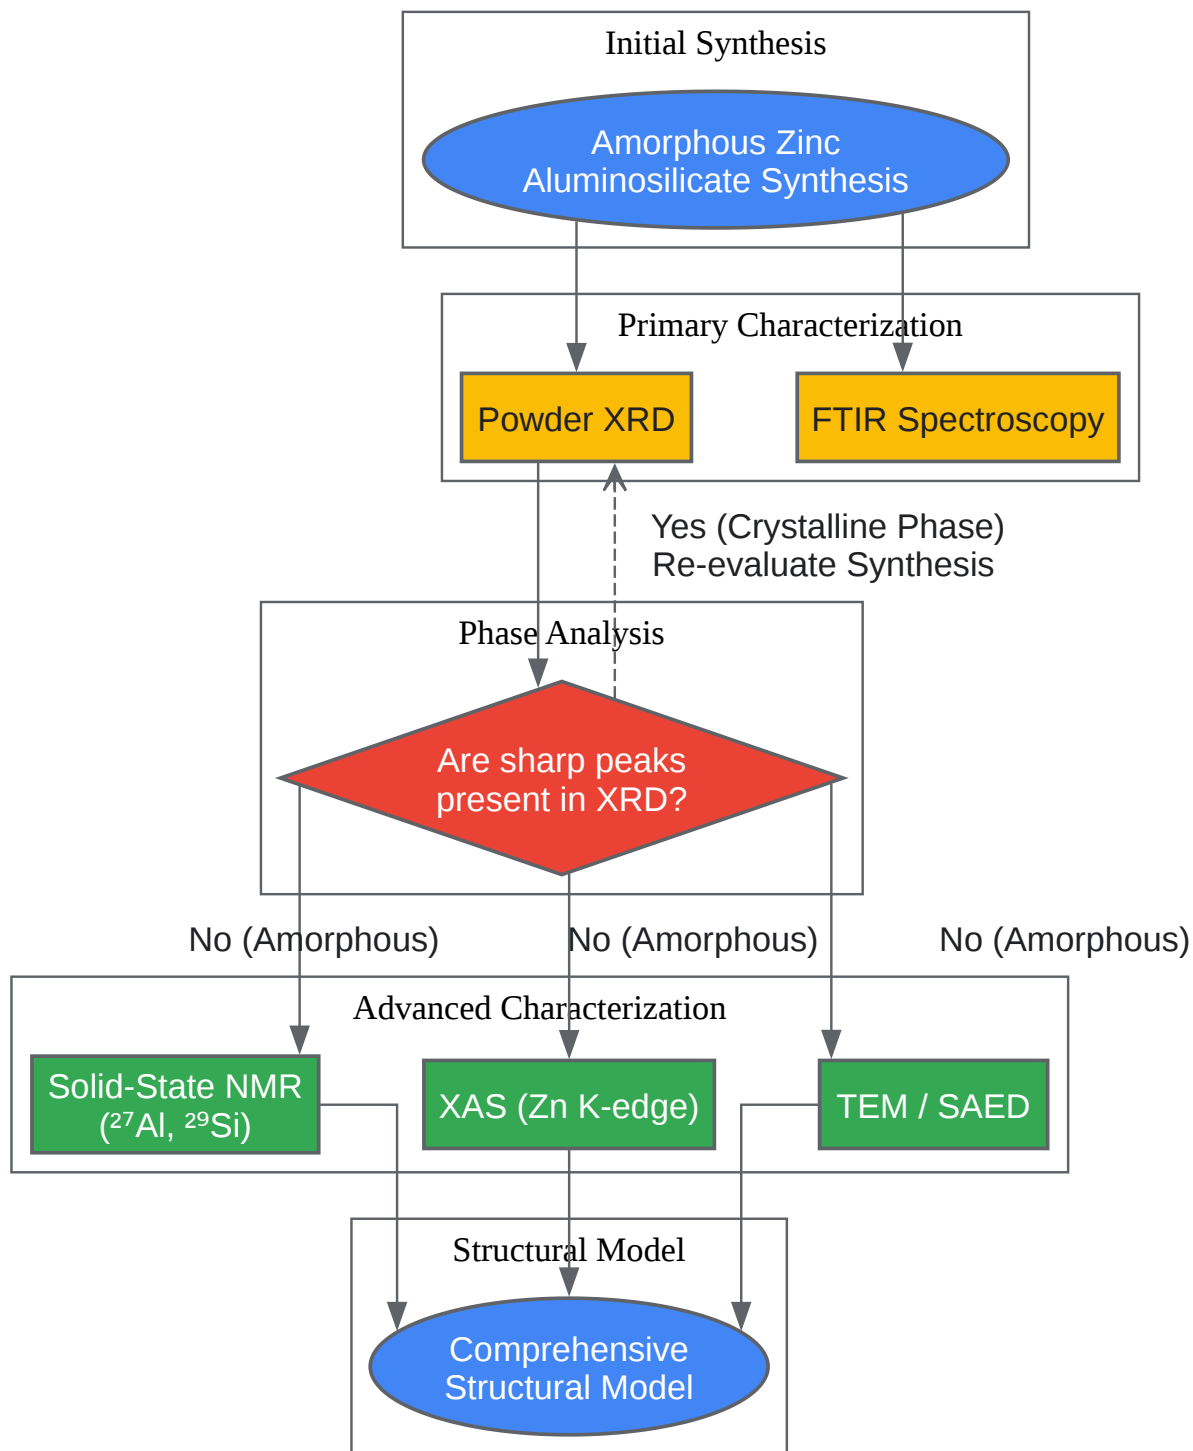 Initial Synthesis
Amorphous Zinc
Aluminosilicate Synthesis
Primary Characterization
Powder XRD
FTIR Spectroscopy
Yes (Crystalline Phase)
Re-evaluate Synthesis
Phase Analysis
Are sharp peaks
present in XRD?
No (Amorphous)
No (Amorphous)
No (Amorphous)
Advanced Characterization
Solid-State NMR
(²⁷Al, ²⁹Si)
XAS (Zn K-edge)
TEM / SAED
Structural Model
Comprehensive
Structural Model